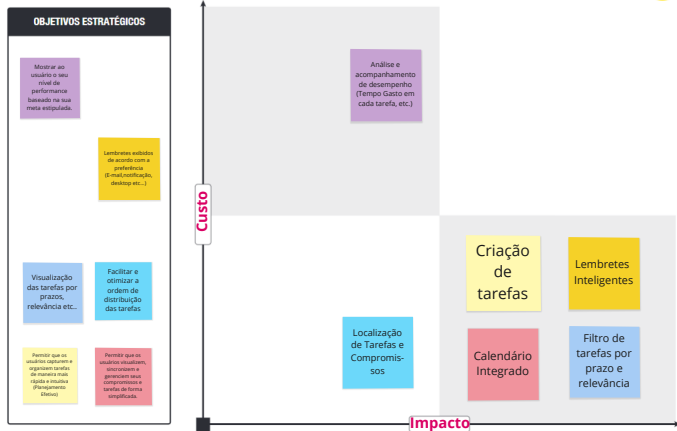 OBJETIVOS ESTRATÉGICOS
Mostrar ao
usuário o seu
nível de
performance
baseado na sua
meta estipulada.
Lembretes exibidos
de acordo com a
preferência
(E-mail,notificação,
desktop etc...)
Visualização
das tarefas por
prazos,
relevância etc..
Facilitar e
otimizar a
ordem de
distribuição
das tarefas
Permitir que os
usuários capturem e
organizem tarefas
de maneira mais
rápida e intuitiva
(Planejamento
Efetivo)
Permitir que os
usuários visualizem,
sincronizem e
gerenciem seus
compromissos e
tarefas de forma
simplificada.
Custo
Análise e
acompanhamento
de desempenho
(Tempo Gasto em
cada tarefa, etc.)
Criação
de
tarefas
Lembretes
Inteligentes
Localização
de Tarefas e
Compromis-
sos
Calendário
Integrado
Filtro de
tarefas por
prazo e
relevância
Impacto